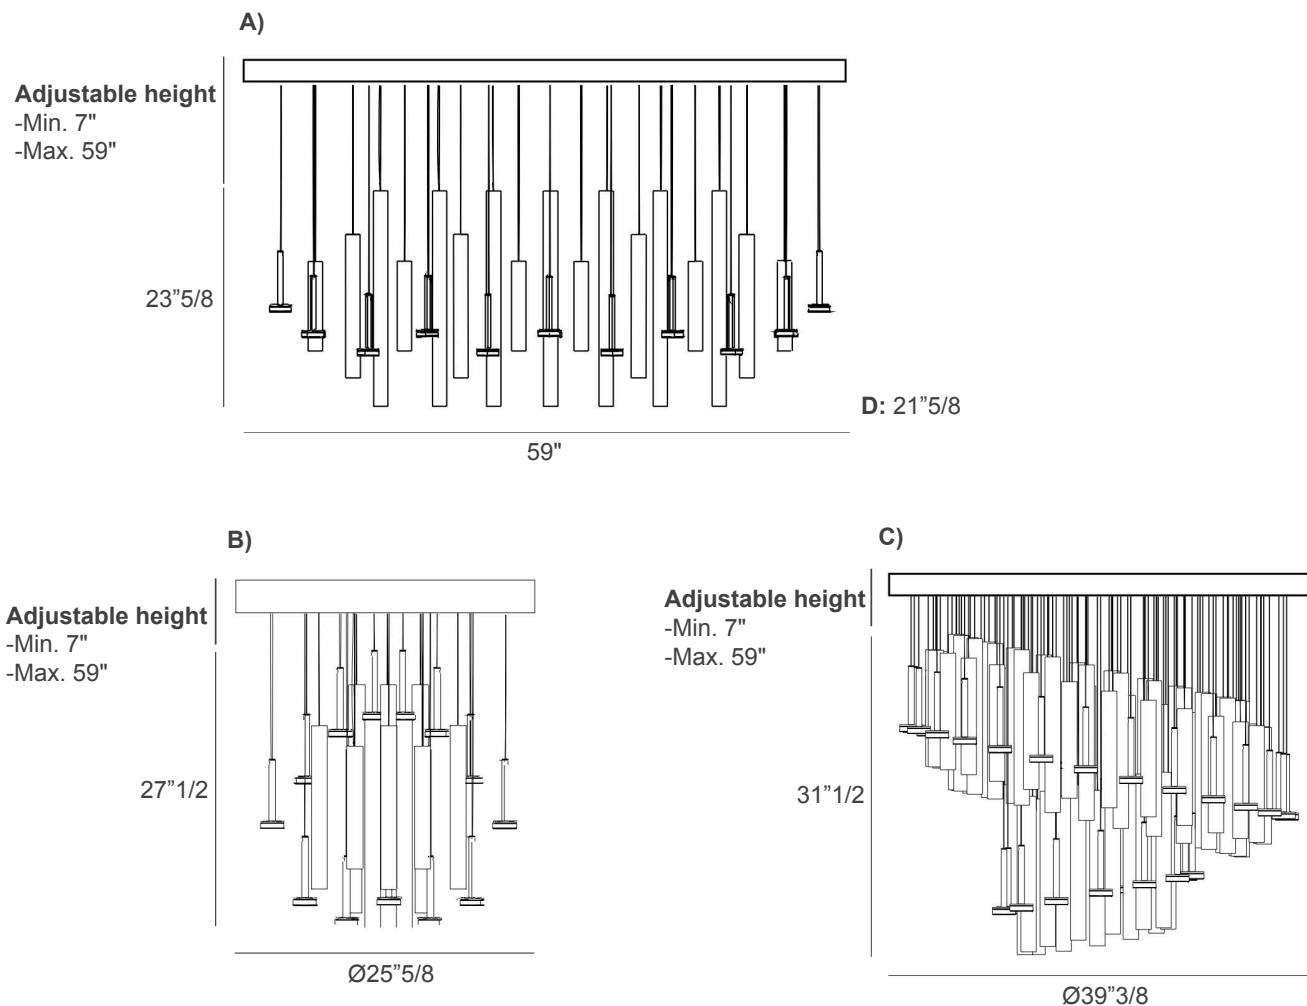 A)
Adjustable height
-Min. 7"
-Max. 59"
23”5/8
D: 21”5/8
59"
B)
Adjustable height
-Min. 7"
-Max. 59"
27”1/2
Ø25”5/8
C)
Adjustable height
-Min. 7"
-Max. 59"
31”1/2
Ø39”3/8